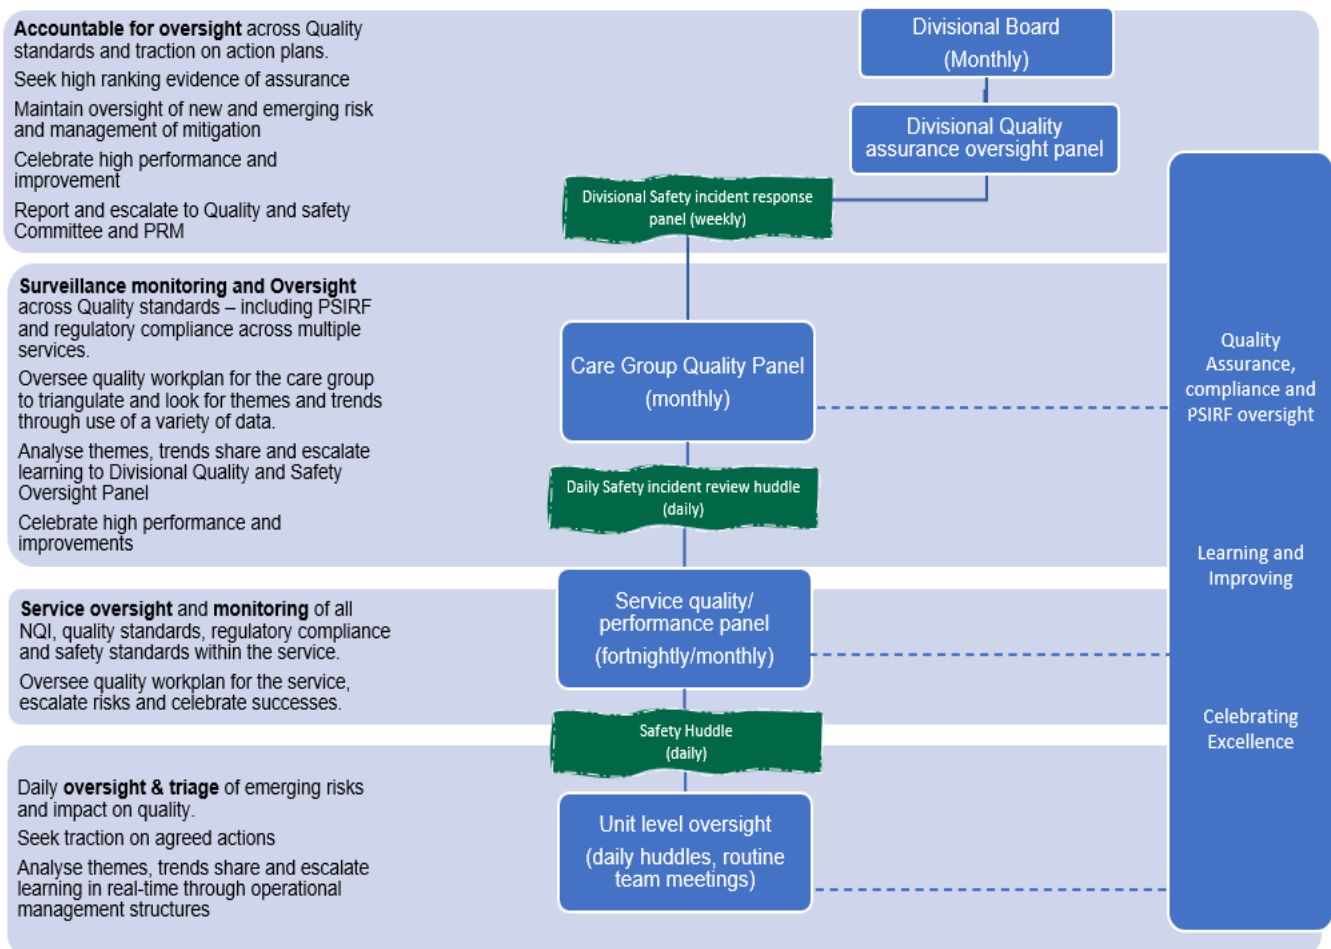 Accountable for oversight across Quality
standards and traction on action plans.
Seek high ranking evidence of assurance
Maintain oversight of new and emerging risk
and management of mitigation
Celebrate high performance and
improvement
Report and escalate to Quality and safety
Committee and PRM
Divisional Board
(Monthly)
Divisional Quality
assurance oversight panel
Divisional Safety incident response
panel (weekly)
Surveillance monitoring and Oversight
across Quality standards – including PSIRF
and regulatory compliance across multiple
services.
Oversee quality workplan for the care group
to triangulate and look for themes and trends
through use of a variety of data.
Analyse themes, trends share and escalate
learning to Divisional Quality and Safety
Oversight Panel
Celebrate high performance and
improvements
Care Group Quality Panel
(monthly)
Daily Safety incident review huddle
(daily)
Service oversight and monitoring of all
NQI, quality standards, regulatory compliance
and safety standards within the service.
Oversee quality workplan for the service,
escalate risks and celebrate successes.
Service quality/
performance panel
(fortnightly/monthly)
Safety Huddle
(daily)
Daily oversight & triage of emerging risks
and impact on quality.
Seek traction on agreed actions
Analyse themes, trends share and escalate
learning in real-time through operational
management structures
Unit level oversight
(daily huddles, routine
team meetings)
Quality
Assurance,
compliance and
PSIRF oversight
Learning and
Improving
Celebrating
Excellence